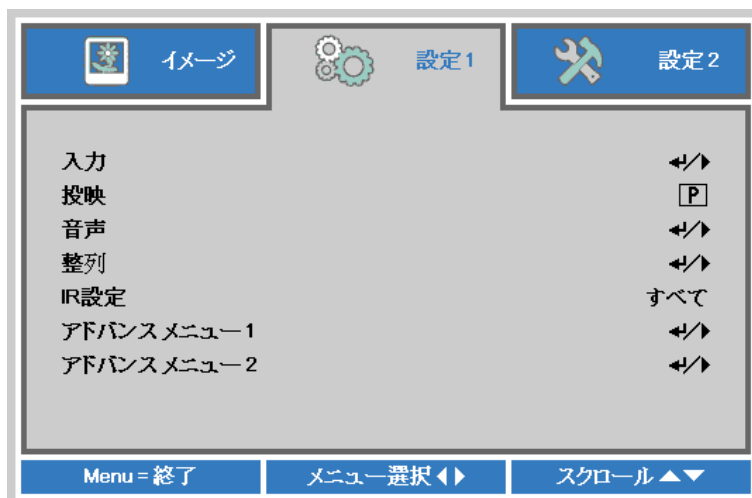 イメージ
設定1
設定2
入力 ↵/▶
投映 P
音声 ↵/▶
整列 ↵/▶
IR設定 すべて
アドバンスメニュー1 ↵/▶
アドバンスメニュー2 ↵/▶
Menu = 終了
メニュー選択 ◀▶
スクロール ▲▼